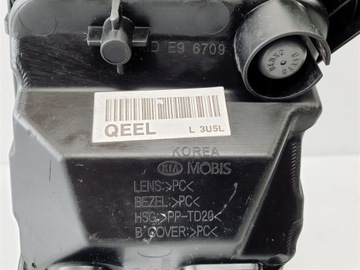 D E9 6709
QEEL L 3U5L
KOREA
KIA MOBIS
LENS:>PC<
BEZEL:>PC<
HSG:>PP-TD20<
B'COVER:>PC<